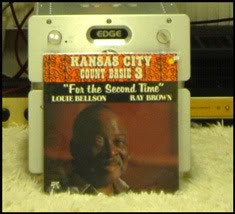 EDGE
KANSAS CITY
COUNT BASIE 3
"For the Second Time"
LOUIE BELLSON RAY BROWN